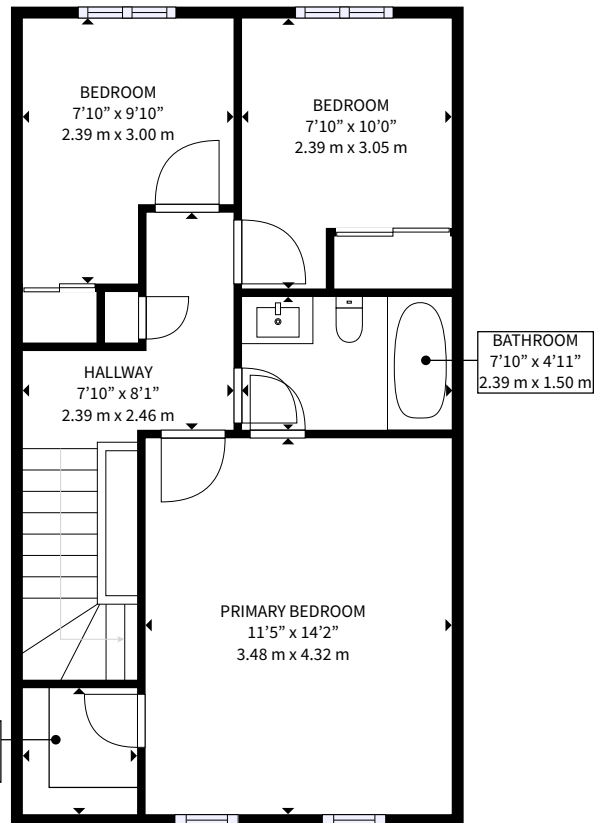 BEDROOM
7’10” x 9’10”
2.39 m x 3.00 m
BEDROOM
7’10” x 10’0”
2.39 m x 3.05 m
BATHROOM
7’10” x 4’11”
2.39 m x 1.50 m
HALLWAY
7’10” x 8’1”
2.39 m x 2.46 m
PRIMARY BEDROOM
11’5” x 14’2”
3.48 m x 4.32 m